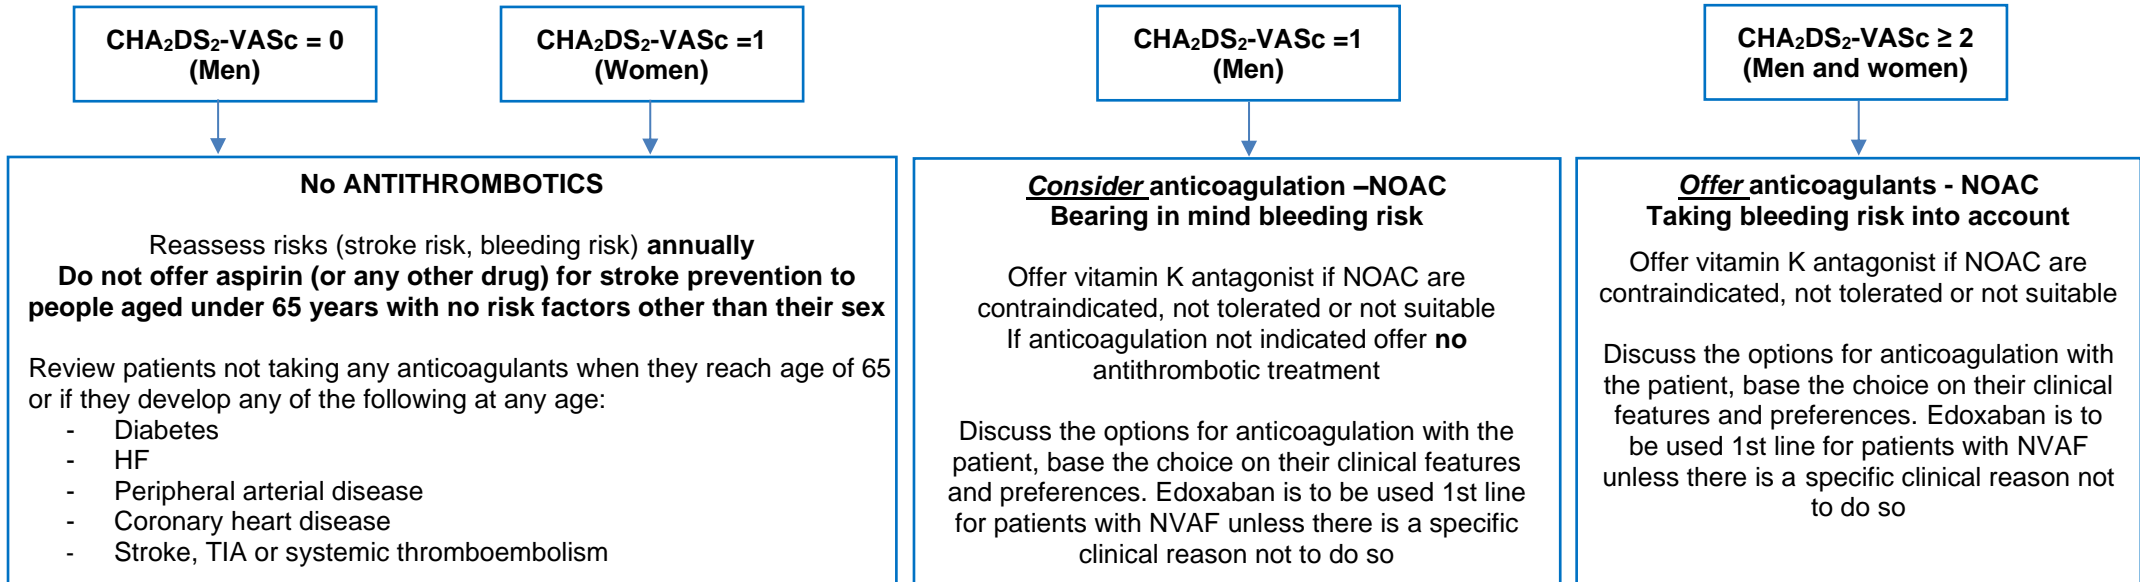 CHA₂DS₂-VASc = 0
(Men)
CHA₂DS₂-VASc =1
(Women)
CHA₂DS₂-VASc =1
(Men)
CHA₂DS₂-VASc ≥ 2
(Men and women)
No ANTITHROMBOTICS
Reassess risks (stroke risk, bleeding risk) annually
Do not offer aspirin (or any other drug) for stroke prevention to
people aged under 65 years with no risk factors other than their sex
Review patients not taking any anticoagulants when they reach age of 65
or if they develop any of the following at any age:
- Diabetes
- HF
- Peripheral arterial disease
- Coronary heart disease
- Stroke, TIA or systemic thromboembolism
Consider anticoagulation –NOAC
Bearing in mind bleeding risk
Offer vitamin K antagonist if NOAC are
contraindicated, not tolerated or not suitable
If anticoagulation not indicated offer no
antithrombotic treatment
Discuss the options for anticoagulation with the
patient, base the choice on their clinical features
and preferences. Edoxaban is to be used 1st line
for patients with NVAF unless there is a specific
clinical reason not to do so
Offer anticoagulants - NOAC
Taking bleeding risk into account
Offer vitamin K antagonist if NOAC are
contraindicated, not tolerated or not suitable
Discuss the options for anticoagulation with
the patient, base the choice on their clinical
features and preferences. Edoxaban is to
be used 1st line for patients with NVAF
unless there is a specific clinical reason not
to do so